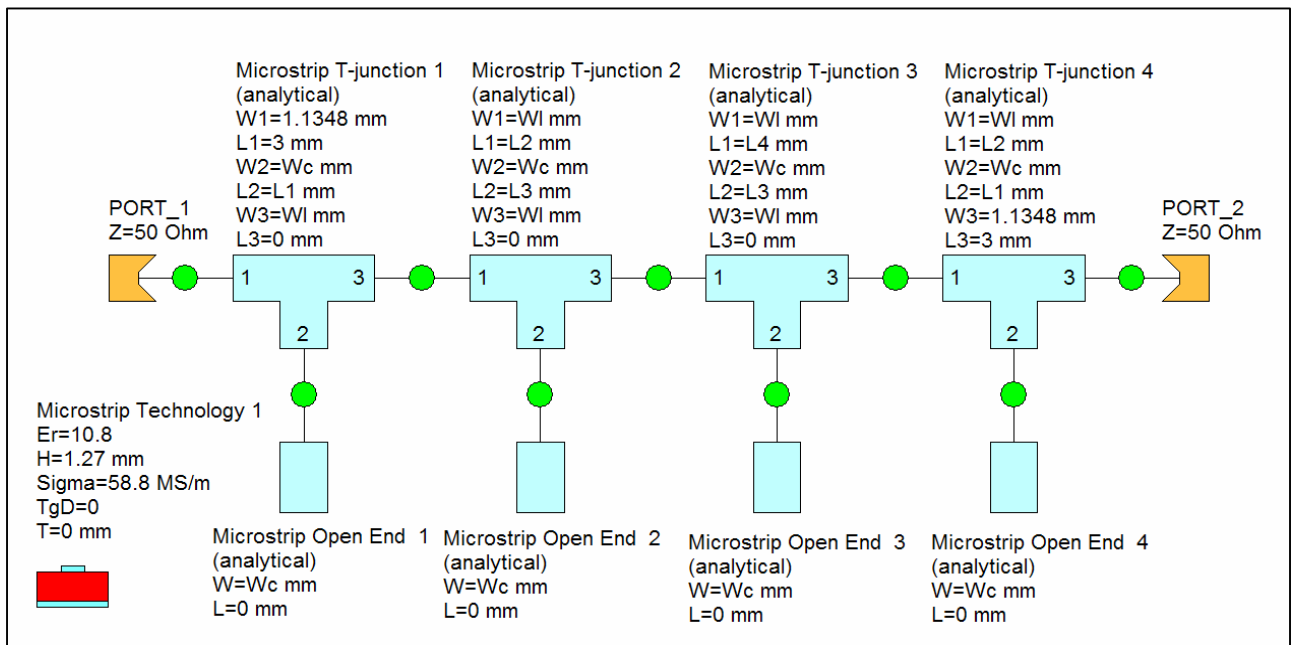 Microstrip T-junction 1
(analytical)
W1=1.1348 mm
L1=3 mm
W2=Wc mm
L2=L1 mm
W3=Wl mm
L3=0 mm
Microstrip T-junction 2
(analytical)
W1=Wl mm
L1=L2 mm
W2=Wc mm
L2=L3 mm
W3=Wl mm
L3=0 mm
Microstrip T-junction 3
(analytical)
W1=Wl mm
L1=L4 mm
W2=Wc mm
L2=L3 mm
W3=Wl mm
L3=0 mm
Microstrip T-junction 4
(analytical)
W1=Wl mm
L1=L2 mm
W2=Wc mm
L2=L1 mm
W3=1.1348 mm
L3=3 mm
PORT_1
Z=50 Ohm
PORT_2
Z=50 Ohm
1
3
2
1
3
2
1
3
2
1
3
2
Microstrip Technology 1
Er=10.8
H=1.27 mm
Sigma=58.8 MS/m
TgD=0
T=0 mm
Microstrip Open End 1
(analytical)
W=Wc mm
L=0 mm
Microstrip Open End 2
(analytical)
W=Wc mm
L=0 mm
Microstrip Open End 3
(analytical)
W=Wc mm
L=0 mm
Microstrip Open End 4
(analytical)
W=Wc mm
L=0 mm